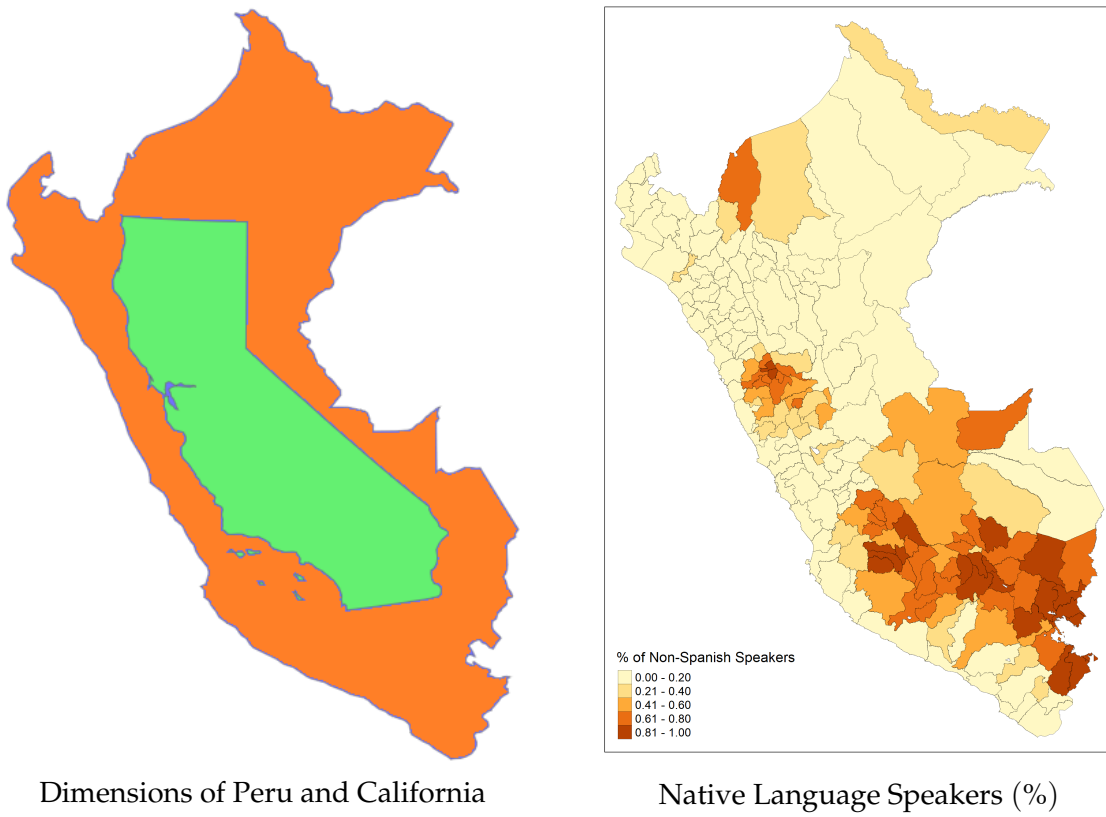 % of Non-Spanish Speakers
0.00 - 0.20
0.21 - 0.40
0.41 - 0.60
0.61 - 0.80
0.81 - 1.00
Dimensions of Peru and California
Native Language Speakers (%)